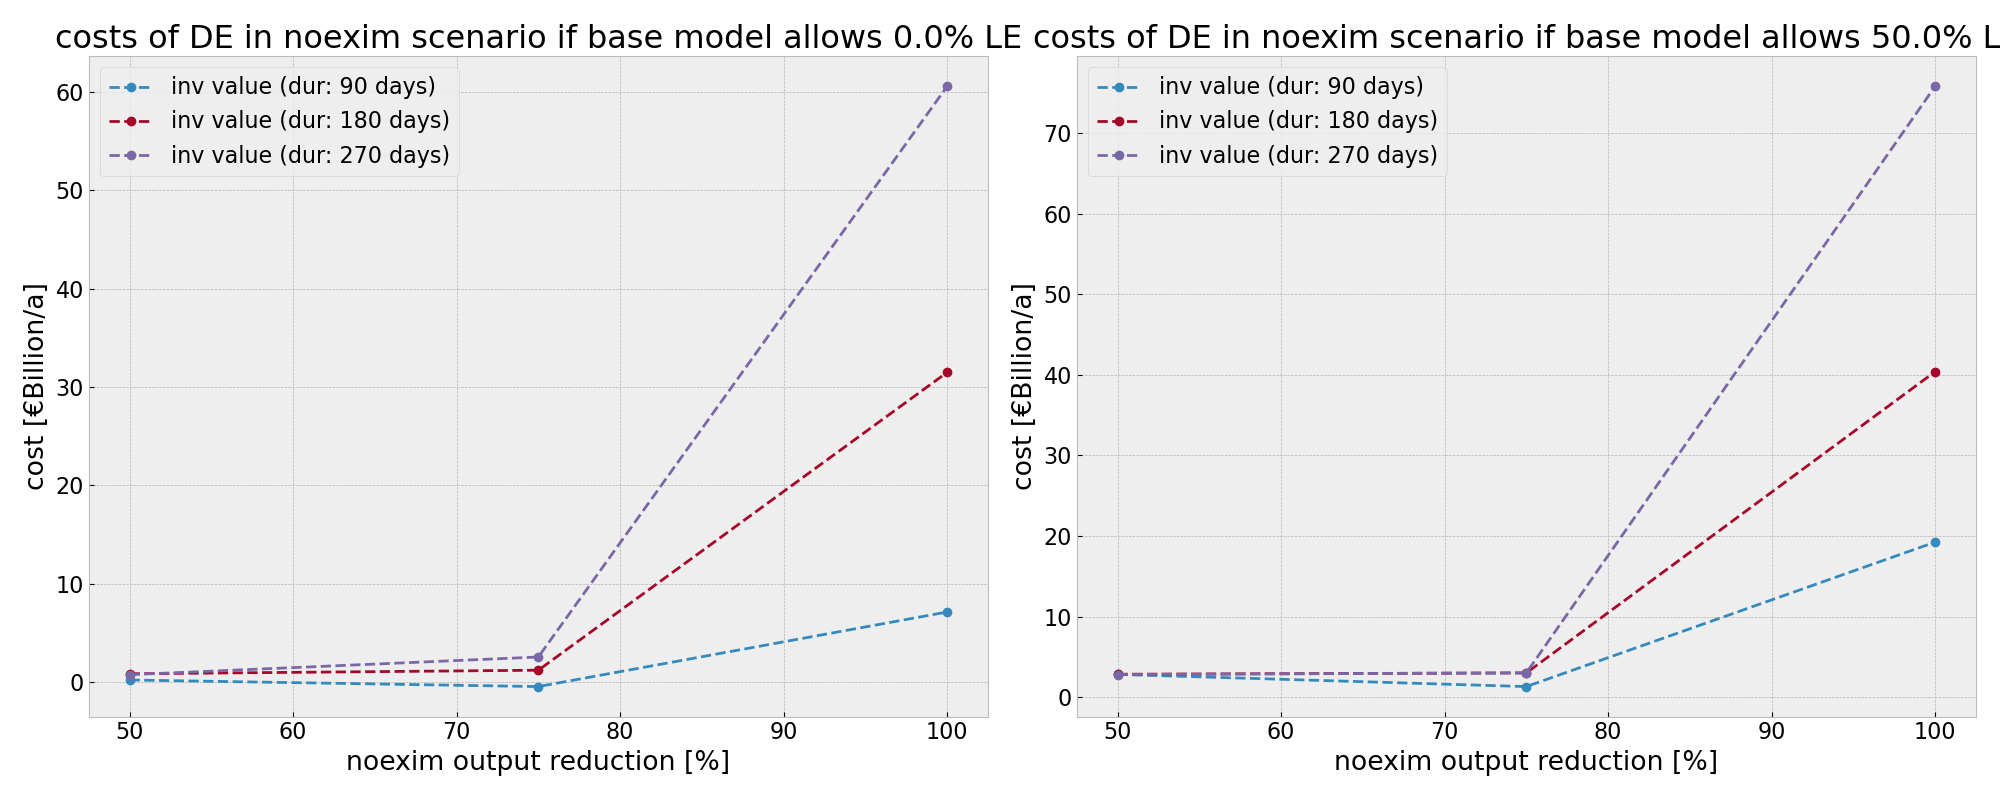 costs of DE in noexim scenario if base model allows 0.0% LE
inv value (dur: 90 days)
inv value (dur: 180 days)
inv value (dur: 270 days)
60
50
40
30
20
10
0
cost [€Billion/a]
50 60 70 80 90 100
noexim output reduction [%]
costs of DE in noexim scenario if base model allows 50.0% L
inv value (dur: 90 days)
inv value (dur: 180 days)
inv value (dur: 270 days)
70
60
50
40
30
20
10
0
cost [€Billion/a]
50 60 70 80 90 100
noexim output reduction [%]